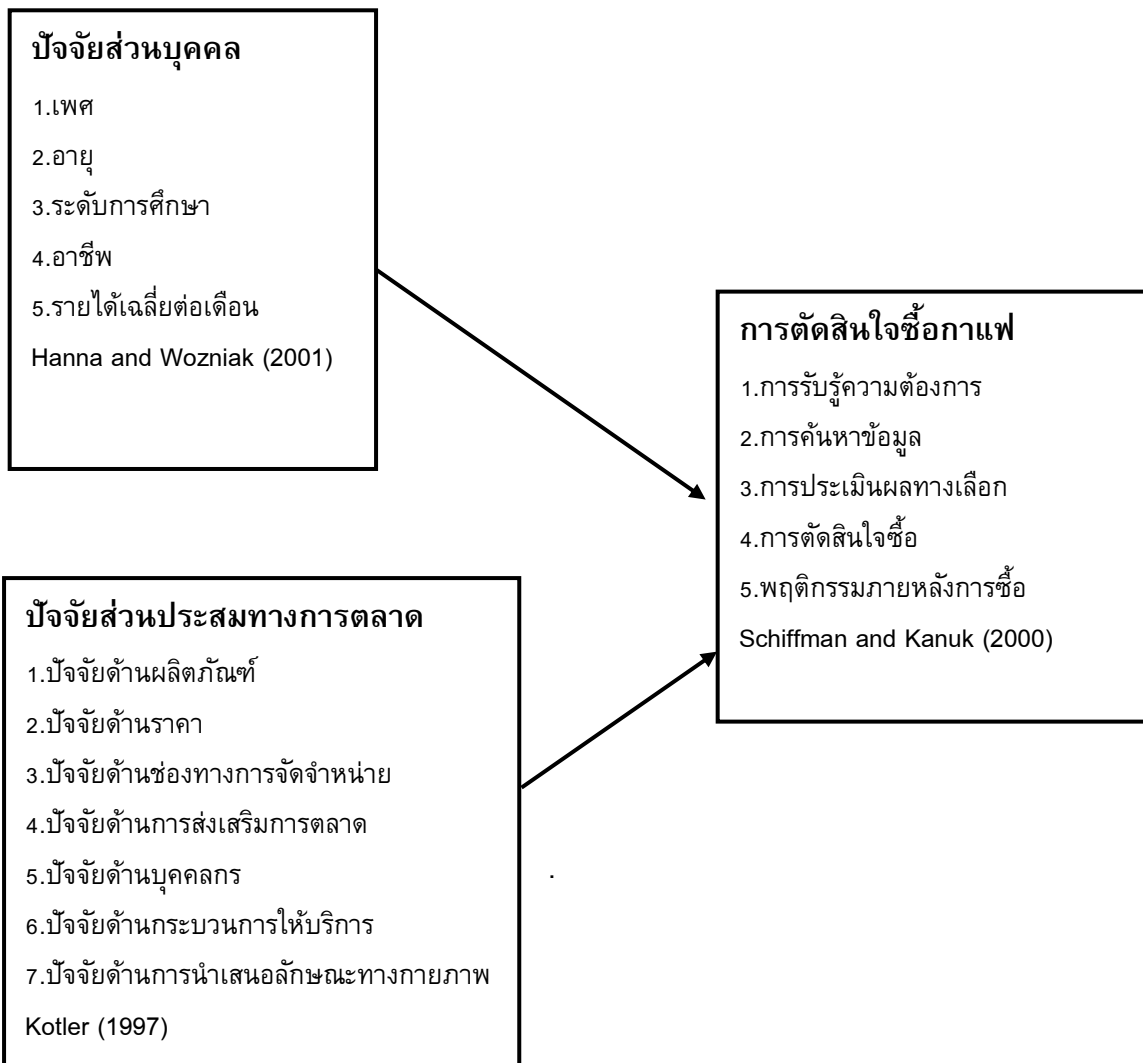 ปัจจัยส่วนบุคคล
1.เพศ
2.อายุ
3.ระดับการศึกษา
4.อาชีพ
5.รายได้เฉลี่ยต่อเดือน
Hanna and Wozniak (2001)
การตัดสินใจซื้อกาแฟ
1.การรับรู้ความต้องการ
2.การค้นหาข้อมูล
3.การประเมินผลทางเลือก
4.การตัดสินใจซื้อ
5.พฤติกรรมภายหลังการซื้อ
Schiffman and Kanuk (2000)
ปัจจัยส่วนประสมทางการตลาด
1.ปัจจัยด้านผลิตภัณฑ์
2.ปัจจัยด้านราคา
3.ปัจจัยด้านช่องทางการจัดจำหน่าย
4.ปัจจัยด้านการส่งเสริมการตลาด
5.ปัจจัยด้านบุคคลกร
6.ปัจจัยด้านกระบวนการให้บริการ
7.ปัจจัยด้านการนำเสนอลักษณะทางกายภาพ
Kotler (1997)
.